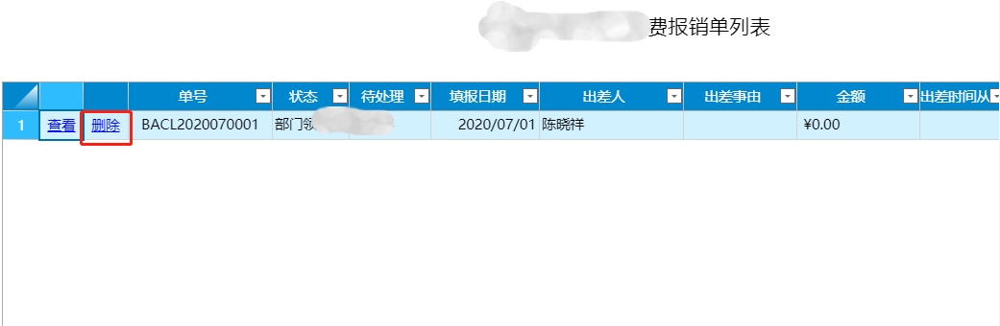 费报销单列表
单号 状态 待处理 填报日期 出差人 出差事由 金额 出差时间从
1 查看 删除 BACL2020070001 部门领 2020/07/01 陈晓祥 ¥0.00